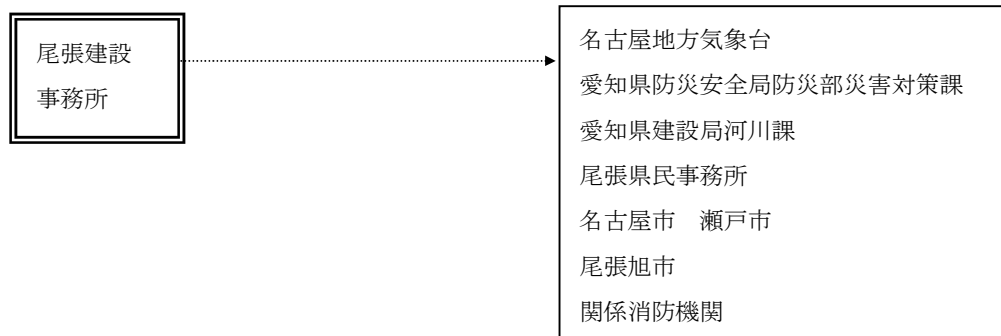 尾張建設
事務所
名古屋地方気象台
愛知県防災安全局防災部災害対策課
愛知県建設局河川課
尾張県民事務所
名古屋市　瀬戸市
尾張旭市
関係消防機関